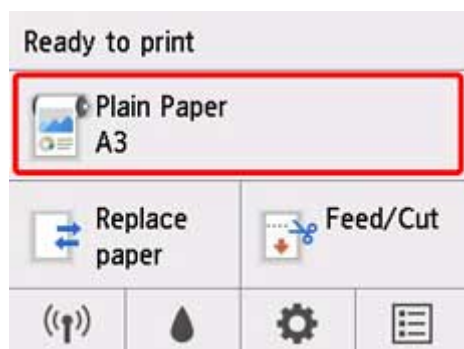 Ready to print
Plain Paper
A3
Replace
paper
Feed/Cut